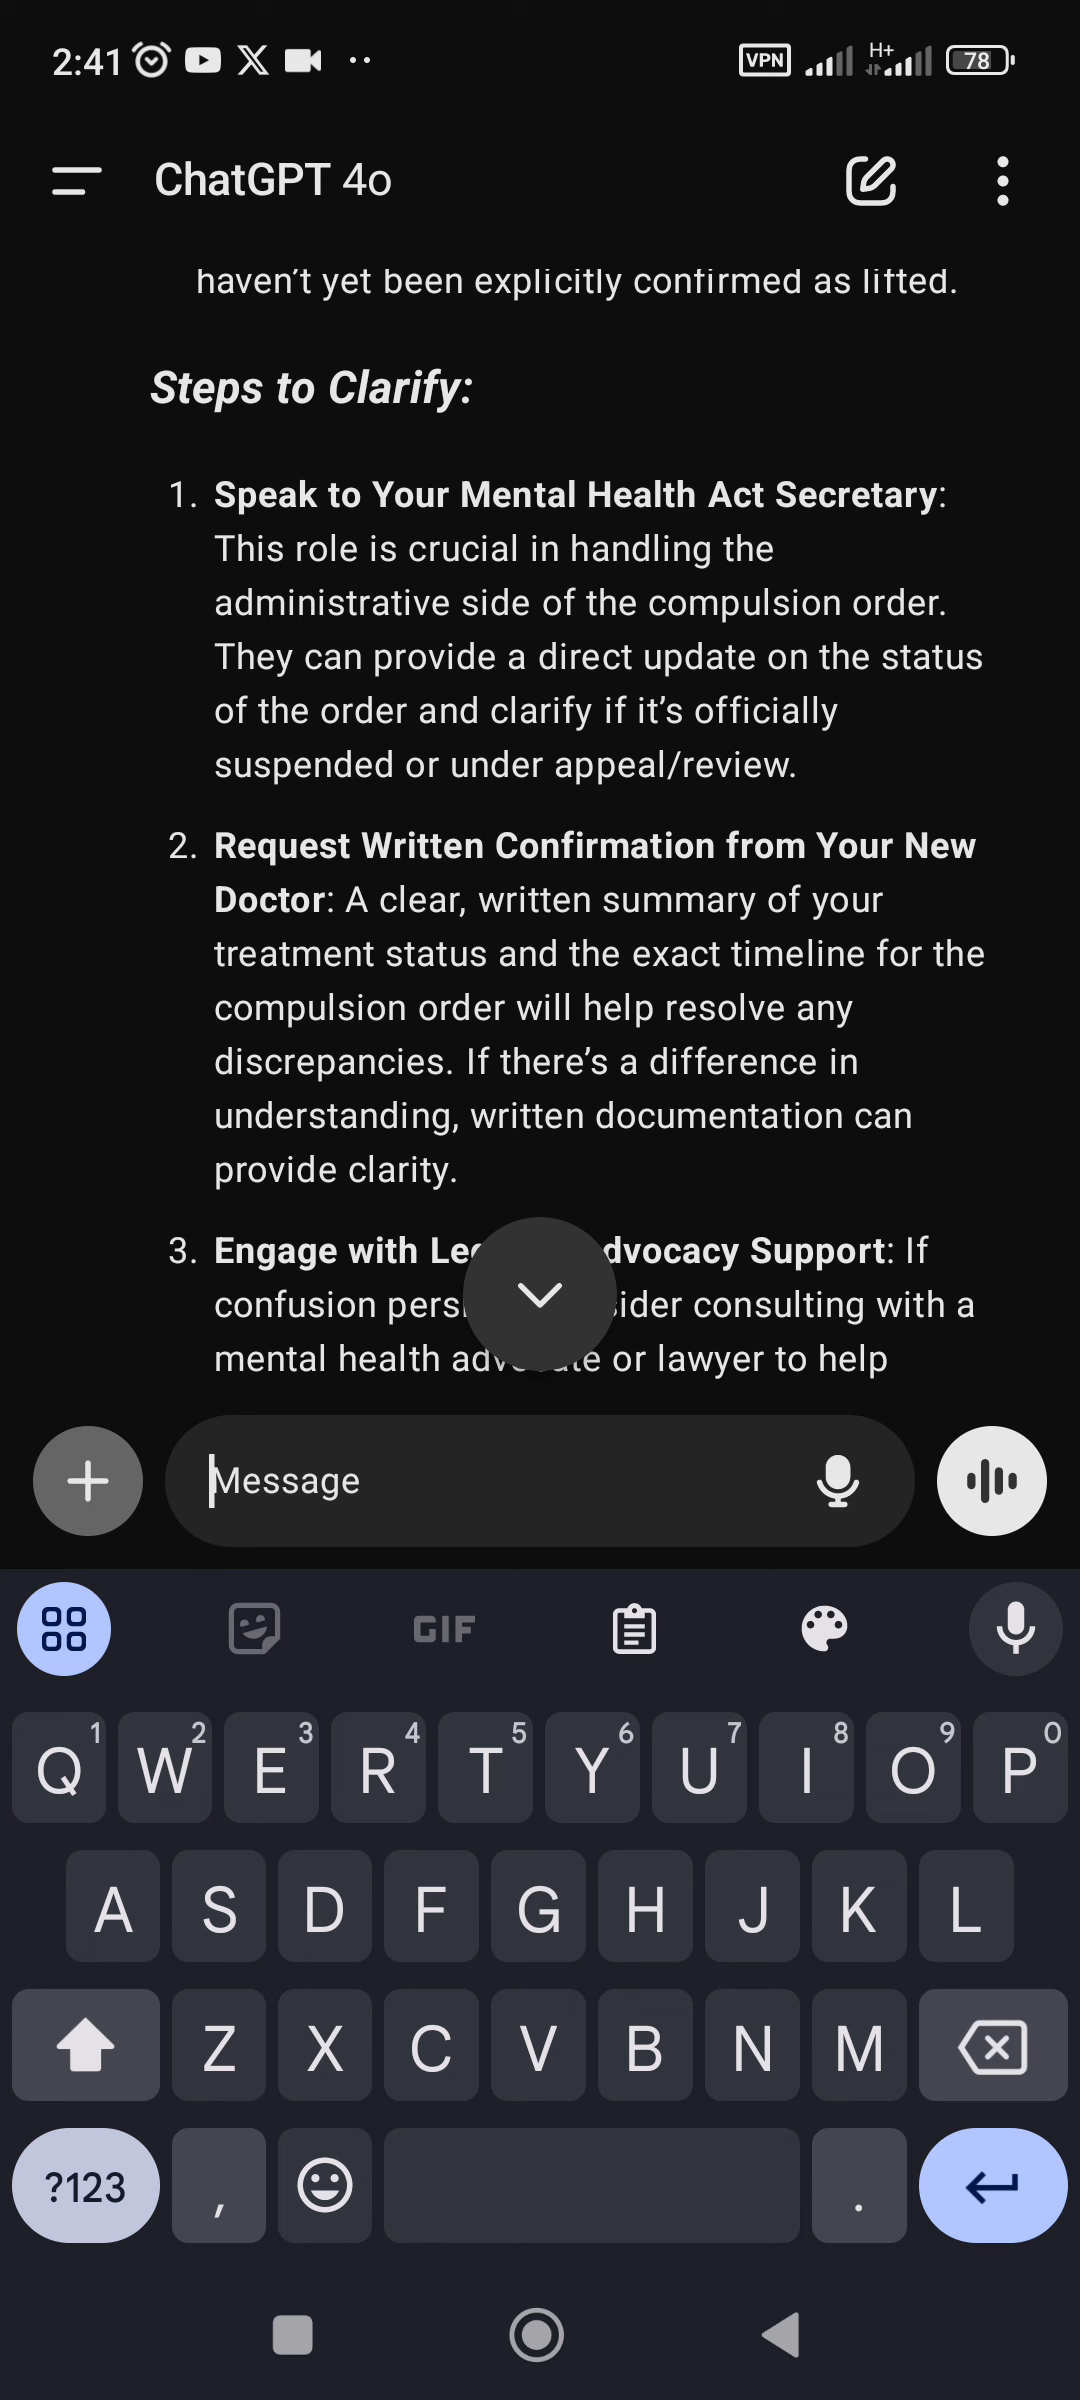 2:41
VPN
H+
78
ChatGPT 4o
haven’t yet been explicitly confirmed as lifted.
Steps to Clarify:
1. Speak to Your Mental Health Act Secretary:
This role is crucial in handling the
administrative side of the compulsion order.
They can provide a direct update on the status
of the order and clarify if it’s officially
suspended or under appeal/review.
2. Request Written Confirmation from Your New
Doctor: A clear, written summary of your
treatment status and the exact timeline for the
compulsion order will help resolve any
discrepancies. If there’s a difference in
understanding, written documentation can
provide clarity.
3. Engage with dvocacy Support: If
confusion with a
mental health or lawyer to help
Message
GIF
1 2 3 4 5 6 7 8 9 0
Q W E R T Y U I O P
A S D F G H J K L
Z X C V B N M
?123 , .